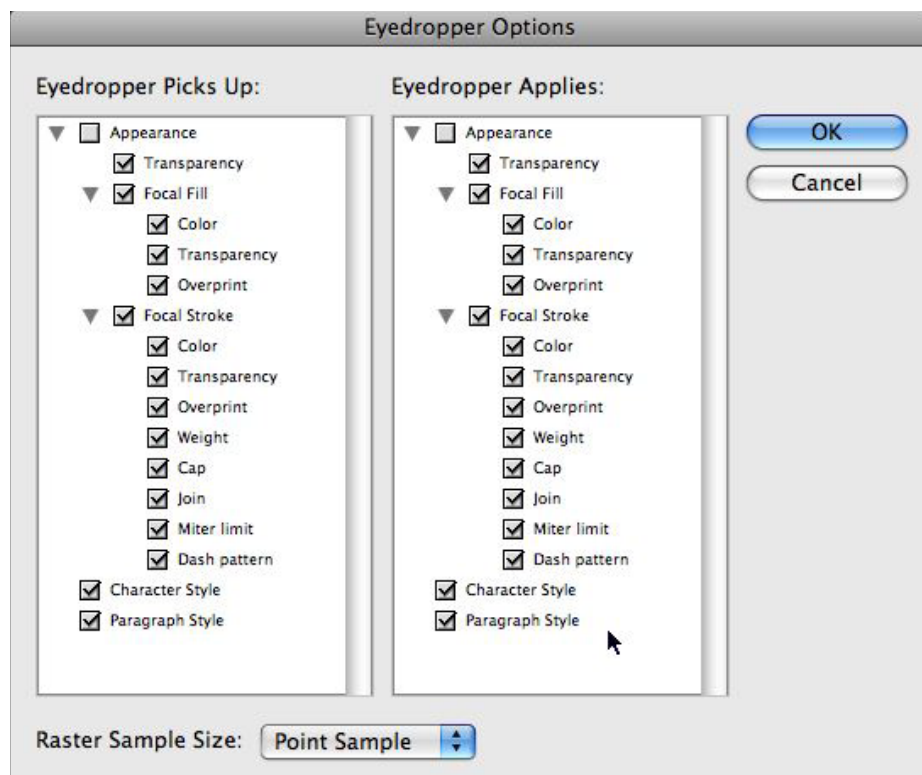 Eyedropper Options
Eyedropper Picks Up:
Appearance
Transparency
Focal Fill
Color
Transparency
Overprint
Focal Stroke
Color
Transparency
Overprint
Weight
Cap
Join
Miter limit
Dash pattern
Character Style
Paragraph Style
Eyedropper Applies:
Appearance
Transparency
Focal Fill
Color
Transparency
Overprint
Focal Stroke
Color
Transparency
Overprint
Weight
Cap
Join
Miter limit
Dash pattern
Character Style
Paragraph Style
OK
Cancel
Raster Sample Size: Point Sample